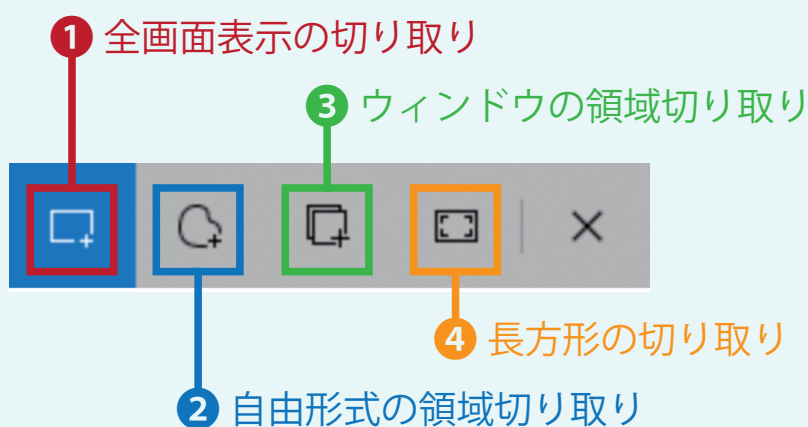 1 全画面表示の切り取り
3 ウィンドウの領域切り取り
4 長方形の切り取り
2 自由形式の領域切り取り